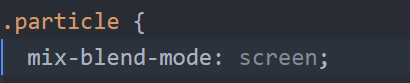 .particle {
mix-blend-mode: screen;